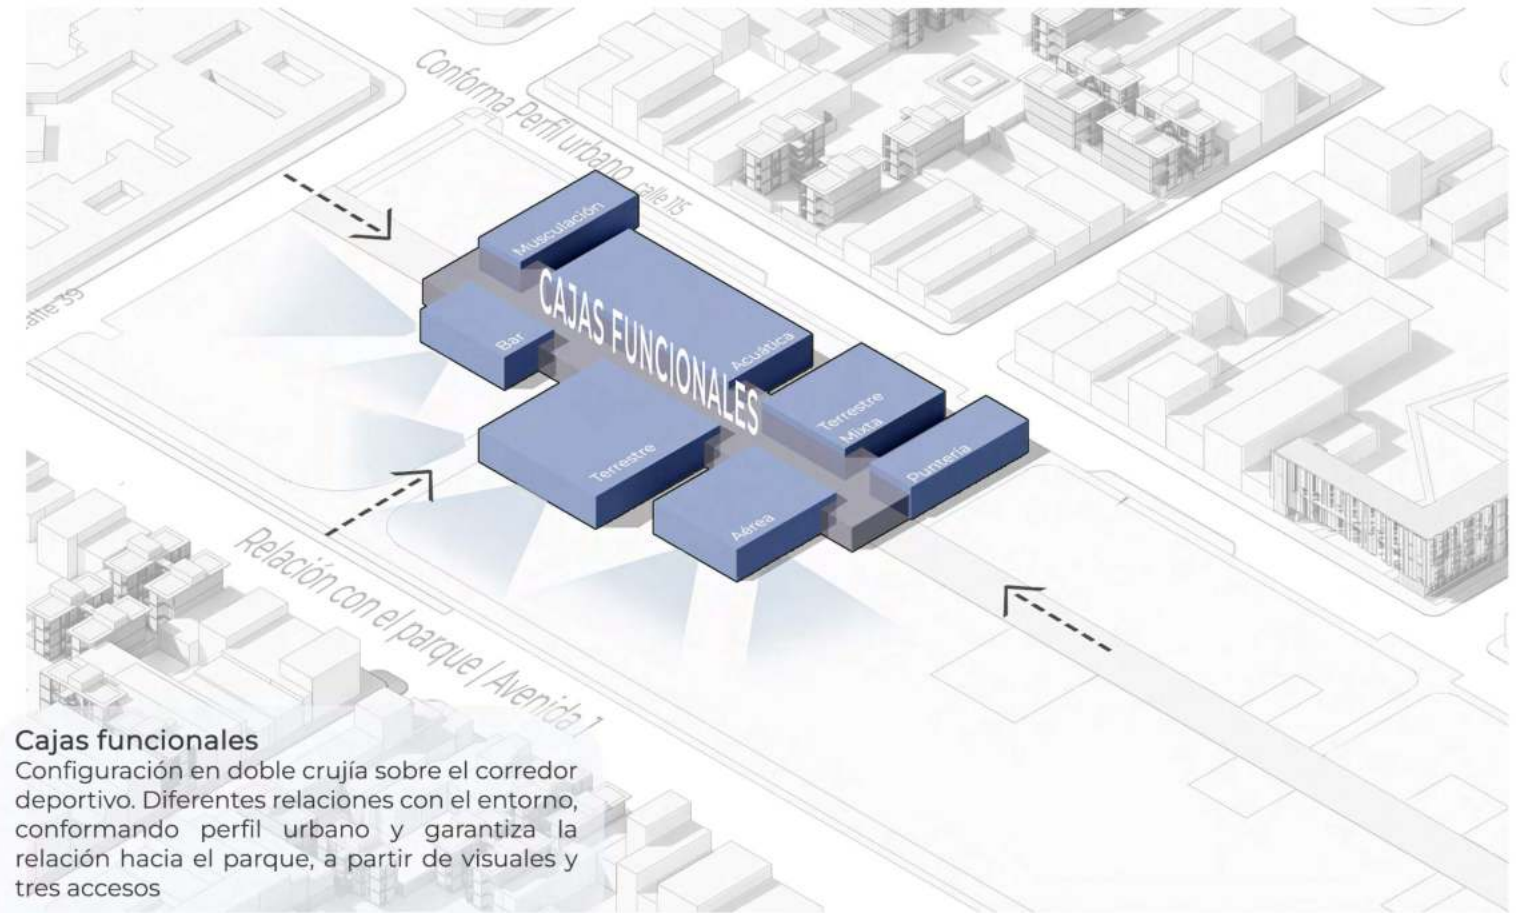 Conforma Perfil urbano calle 115
Musculación
CAJAS FUNCIONALES
Bar
Acuática
Terrestre
Mixta
Puntería
Terrestre
Aérea
calle 39
Relación con el parque | Avenida 1
Cajas funcionales
Configuración en doble crujía sobre el corredor
deportivo. Diferentes relaciones con el entorno,
conformando perfil urbano y garantiza la
relación hacia el parque, a partir de visuales y
tres accesos